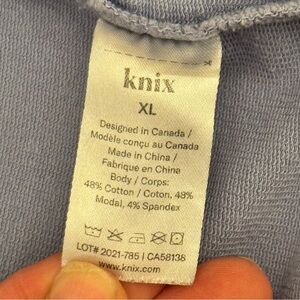 knix
XL
Designed in Canada /
Modèle conçu au Canada
Made in China /
Fabriqué en Chine
Body / Corps:
48% Cotton / Coton, 48%
Modal, 4% Spandex
LOT# 2021-785 | CA58138
www.knix.com